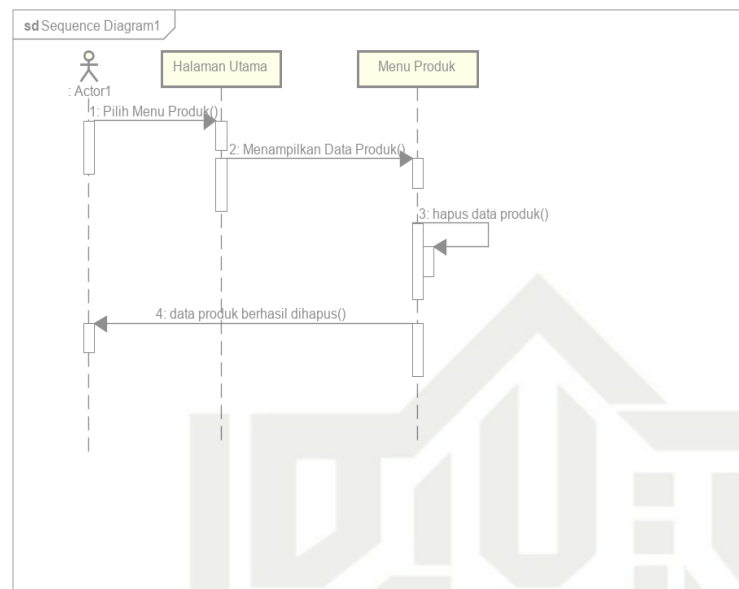 sd Sequence Diagram1
Halaman Utama
Menu Produk
: Actor1
1: Pilih Menu Produk()
2: Menampilkan Data Produk()
3: hapus data produk()
4: data produk berhasil dihapus()